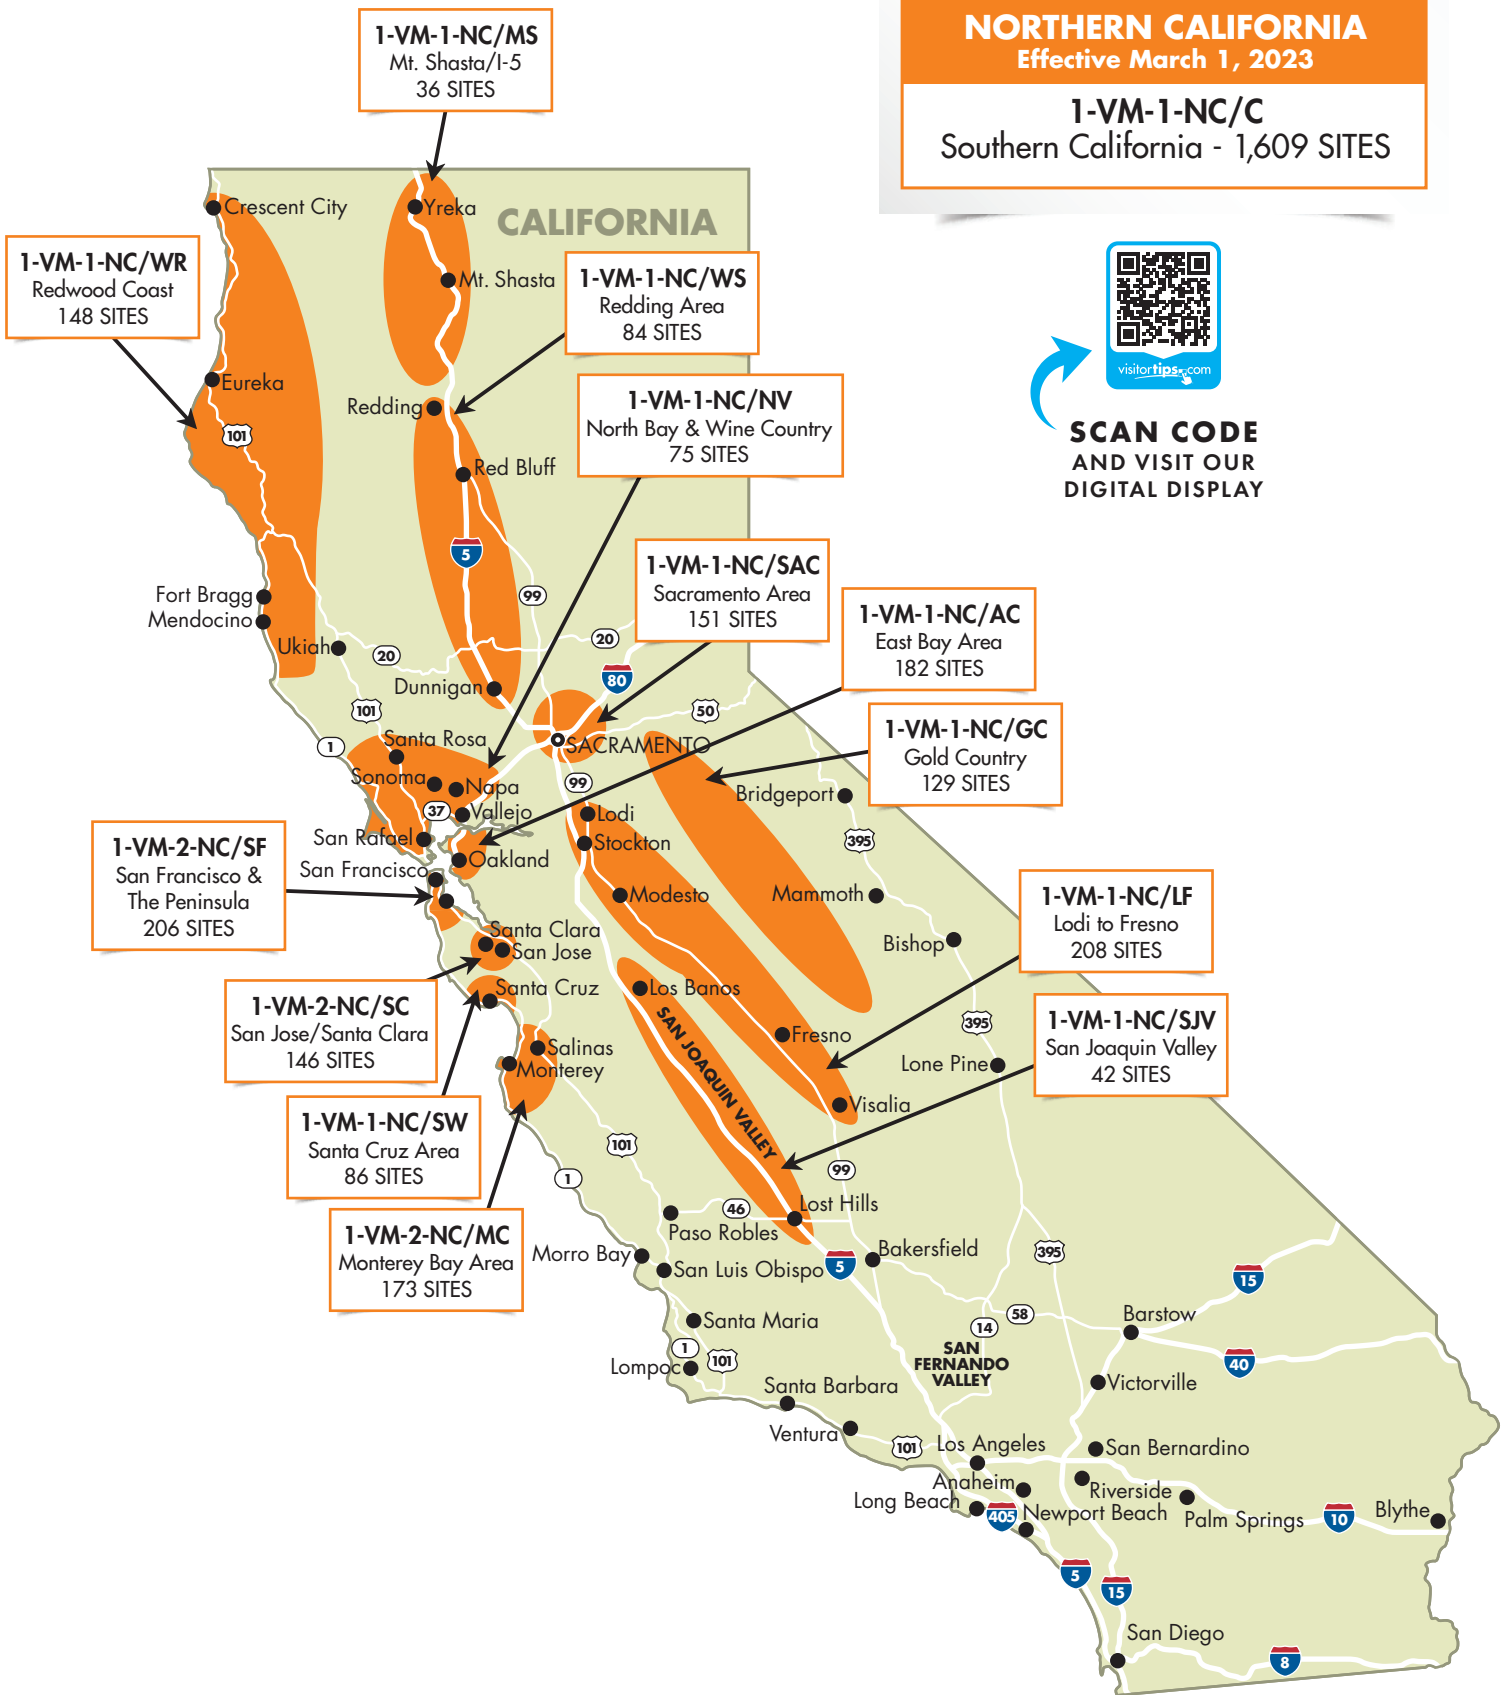 NORTHERN CALIFORNIA
Effective March 1, 2023
1-VM-1-NC/C
Southern California - 1,609 SITES
visitortips.com
SCAN CODE
AND VISIT OUR
DIGITAL DISPLAY
1-VM-1-NC/MS
Mt. Shasta/I-5
36 SITES
CALIFORNIA
Crescent City
Yreka
1-VM-1-NC/WR
Redwood Coast
148 SITES
Mt. Shasta
1-VM-1-NC/WS
Redding Area
84 SITES
Eureka
101
Redding
1-VM-1-NC/NV
North Bay & Wine Country
75 SITES
Red Bluff
5
99
1-VM-1-NC/SAC
Sacramento Area
151 SITES
Fort Bragg
Mendocino
Ukiah
20
20
80
1-VM-1-NC/AC
East Bay Area
182 SITES
Dunnigan
101
50
1
Santa Rosa
SACRAMENTO
1-VM-1-NC/GC
Gold Country
129 SITES
Sonoma
Napa
99
Bridgeport
37
Vallejo
Lodi
San Rafael
Stockton
395
1-VM-2-NC/SF
San Francisco &
The Peninsula
206 SITES
Oakland
San Francisco
Modesto
Mammoth
1-VM-1-NC/LF
Lodi to Fresno
208 SITES
Santa Clara
San Jose
Bishop
1-VM-2-NC/SC
San Jose/Santa Clara
146 SITES
Santa Cruz
Los Banos
SAN JOAQUIN VALLEY
395
1-VM-1-NC/SJV
San Joaquin Valley
42 SITES
Fresno
Salinas
Monterey
Lone Pine
Visalia
1-VM-1-NC/SW
Santa Cruz Area
86 SITES
101
1
99
1-VM-2-NC/MC
Monterey Bay Area
173 SITES
46
Lost Hills
Paso Robles
Morro Bay
San Luis Obispo
5
Bakersfield
395
15
Santa Maria
14
58
Barstow
1
101
Lompoc
SAN
FERNANDO
VALLEY
40
Santa Barbara
Victorville
Ventura
101
Los Angeles
San Bernardino
Anaheim
Riverside
Long Beach
405
Newport Beach
Palm Springs
10
Blythe
5
15
San Diego
8